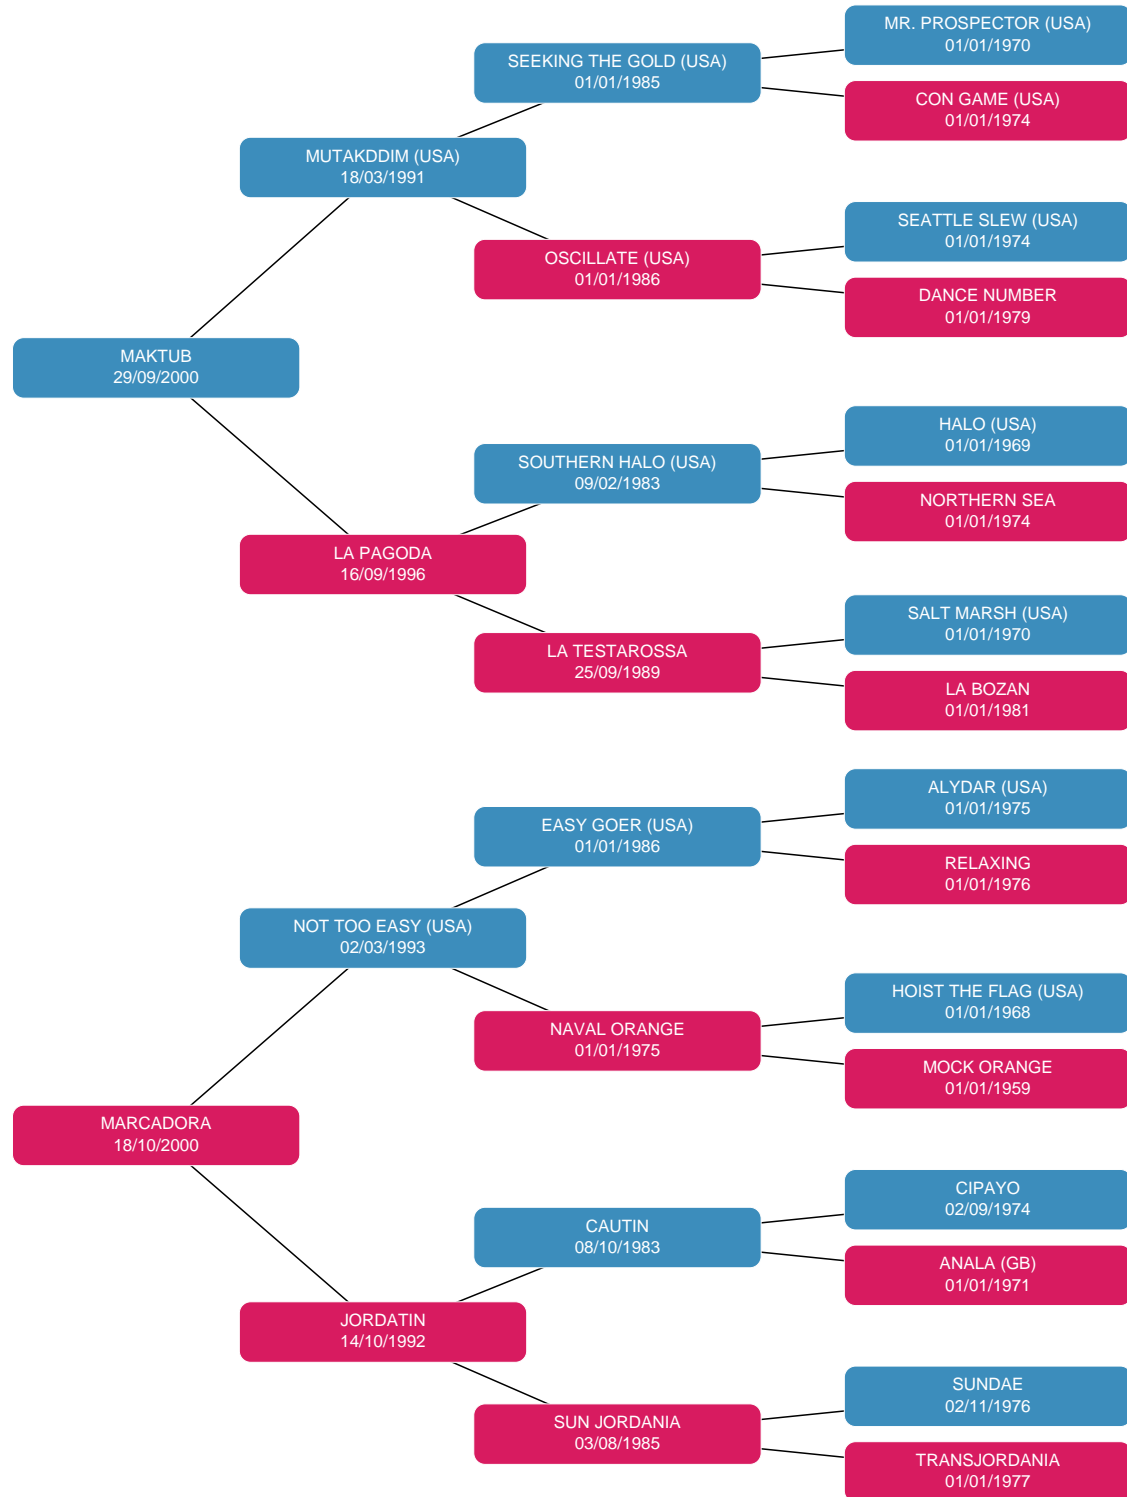 MR. PROSPECTOR (USA)
01/01/1970
SEEKING THE GOLD (USA)
01/01/1985
CON GAME (USA)
01/01/1974
MUTAKDDIM (USA)
18/03/1991
SEATTLE SLEW (USA)
01/01/1974
OSCILLATE (USA)
01/01/1986
DANCE NUMBER
01/01/1979
MAKTUB
29/09/2000
HALO (USA)
01/01/1969
SOUTHERN HALO (USA)
09/02/1983
NORTHERN SEA
01/01/1974
LA PAGODA
16/09/1996
SALT MARSH (USA)
01/01/1970
LA TESTAROSSA
25/09/1989
LA BOZAN
01/01/1981
ALYDAR (USA)
01/01/1975
EASY GOER (USA)
01/01/1986
RELAXING
01/01/1976
NOT TOO EASY (USA)
02/03/1993
HOIST THE FLAG (USA)
01/01/1968
NAVAL ORANGE
01/01/1975
MOCK ORANGE
01/01/1959
MARCADORA
18/10/2000
CIPAYO
02/09/1974
CAUTIN
08/10/1983
ANALA (GB)
01/01/1971
JORDATIN
14/10/1992
SUNDAE
02/11/1976
SUN JORDANIA
03/08/1985
TRANSJORDANIA
01/01/1977